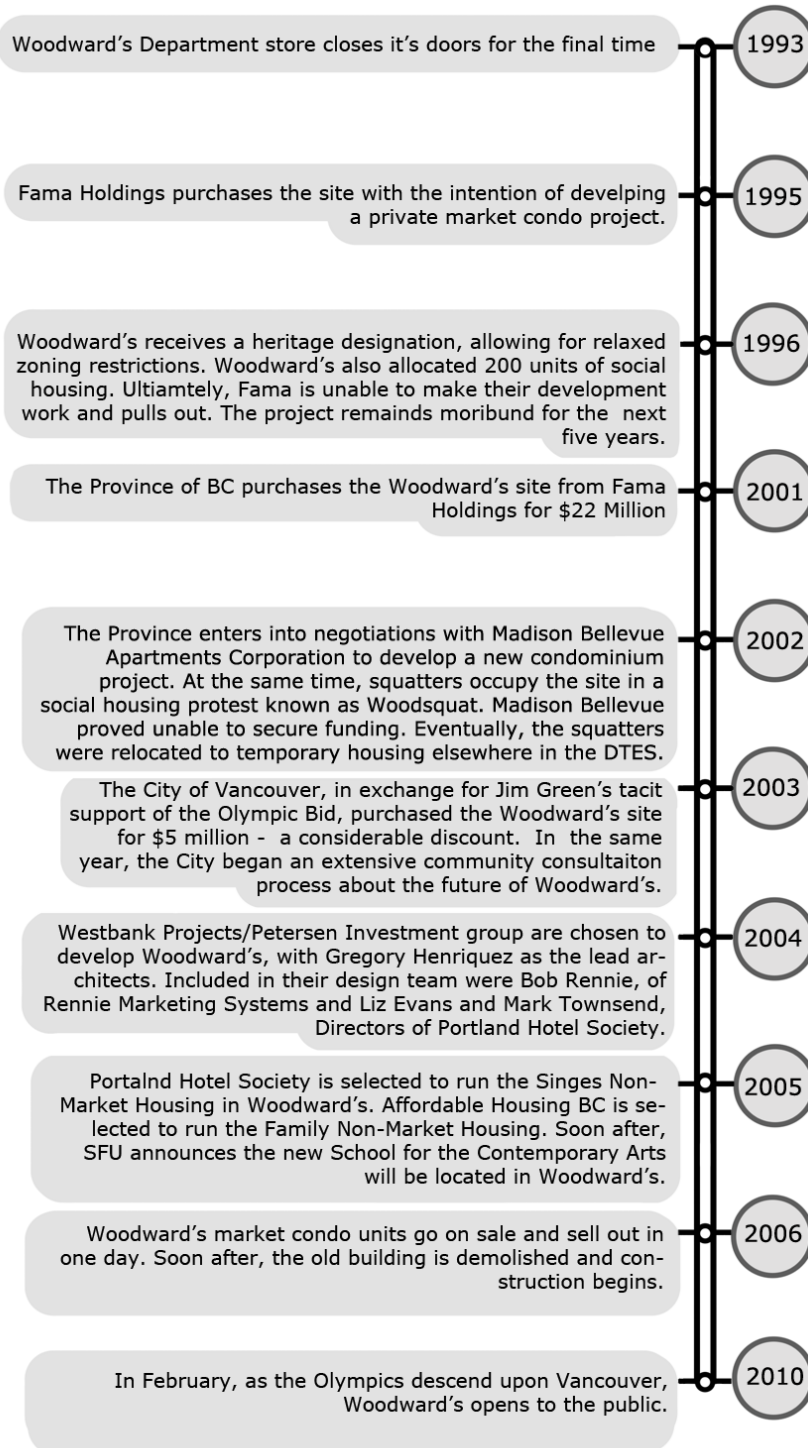 Woodward's Department store closes it's doors for the final time
1993
Fama Holdings purchases the site with the intention of develping
a private market condo project.
1995
Woodward's receives a heritage designation, allowing for relaxed
zoning restrictions. Woodward's also allocated 200 units of social
housing. Ultiamtely, Fama is unable to make their development
work and pulls out. The project remainds moribund for the next
five years.
1996
The Province of BC purchases the Woodward's site from Fama
Holdings for $22 Million
2001
The Province enters into negotiations with Madison Bellevue
Apartments Corporation to develop a new condominium
project. At the same time, squatters occupy the site in a
social housing protest known as Woodsquat. Madison Bellevue
proved unable to secure funding. Eventually, the squatters
were relocated to temporary housing elsewhere in the DTES.
2002
The City of Vancouver, in exchange for Jim Green's tacit
support of the Olympic Bid, purchased the Woodward's site
for $5 million - a considerable discount. In the same
year, the City began an extensive community consultaiton
process about the future of Woodward's.
2003
Westbank Projects/Petersen Investment group are chosen to
develop Woodward's, with Gregory Henriquez as the lead ar-
chitects. Included in their design team were Bob Rennie, of
Rennie Marketing Systems and Liz Evans and Mark Townsend,
Directors of Portland Hotel Society.
2004
Portalnd Hotel Society is selected to run the Singes Non-
Market Housing in Woodward's. Affordable Housing BC is se-
lected to run the Family Non-Market Housing. Soon after,
SFU announces the new School for the Contemporary Arts
will be located in Woodward's.
2005
Woodward's market condo units go on sale and sell out in
one day. Soon after, the old building is demolished and con-
struction begins.
2006
In February, as the Olympics descend upon Vancouver,
Woodward's opens to the public.
2010